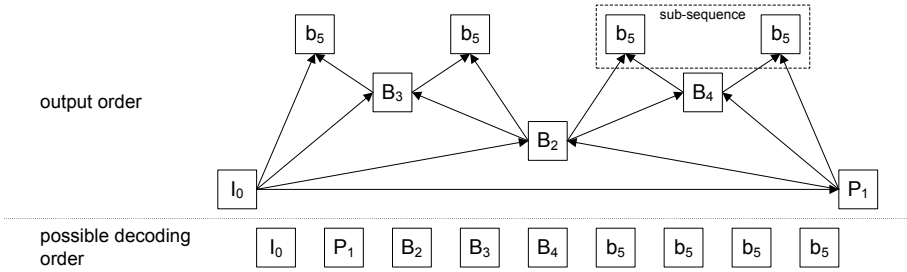 sub-sequence
b5 b5 b5 b5
output order
B3 B4
B2
I0 P1
possible decoding
order
I0 P1 B2 B3 B4 b5 b5 b5 b5